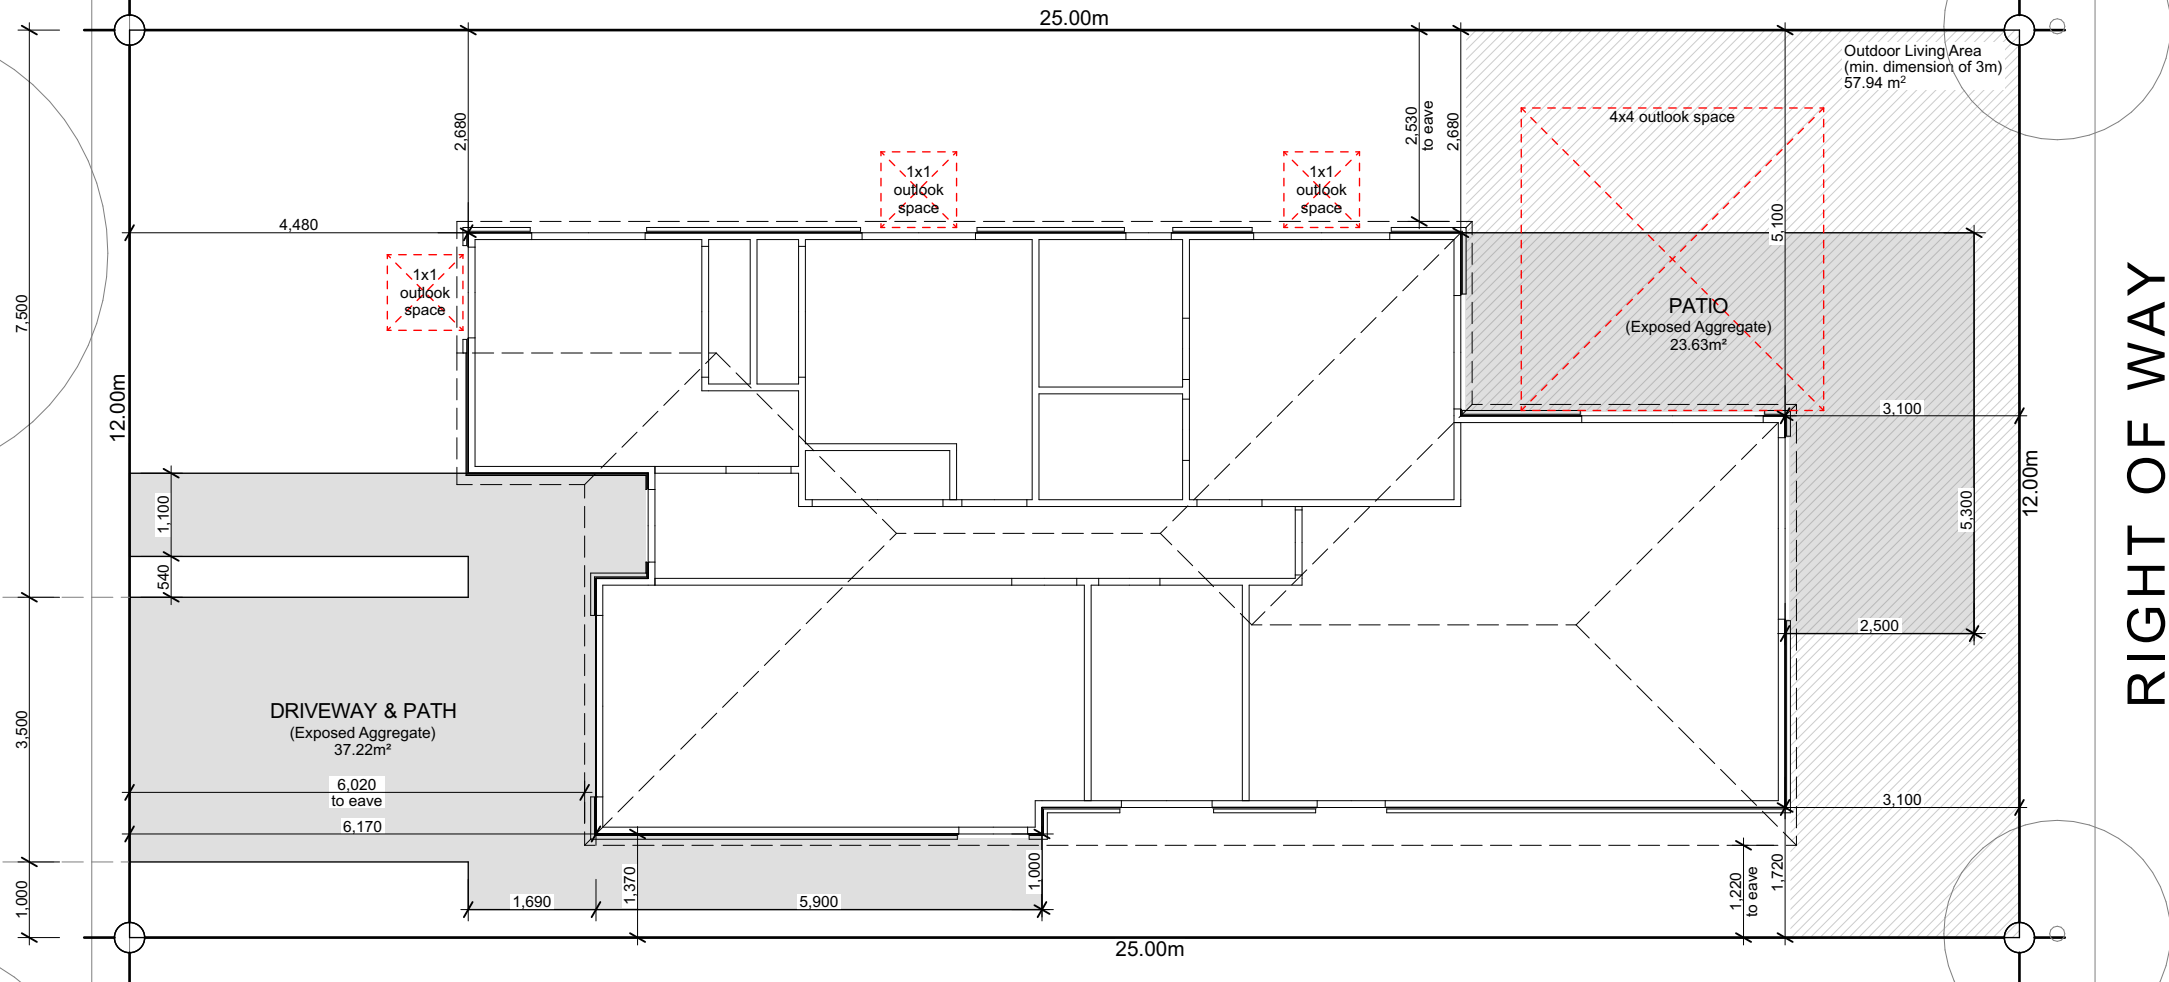 25.00m
Outdoor Living Area
(min. dimension of 3m)
57.94 m²
2,680
2,530
to eave
2,680
4x4 outlook space
1x1
outlook
space
1x1
outlook
space
4,480
5,100
1x1
outlook
space
7,500
PATIO
(Exposed Aggregate)
23.63m²
RIGHT OF WAY
12.00m
3,100
12.00m
1,100
5,300
540
2,500
3,500
DRIVEWAY & PATH
(Exposed Aggregate)
37.22m²
6,020
to eave
3,100
6,170
1,000
1,370
1,000
1,220
to eave
1,720
1,690
5,900
25.00m